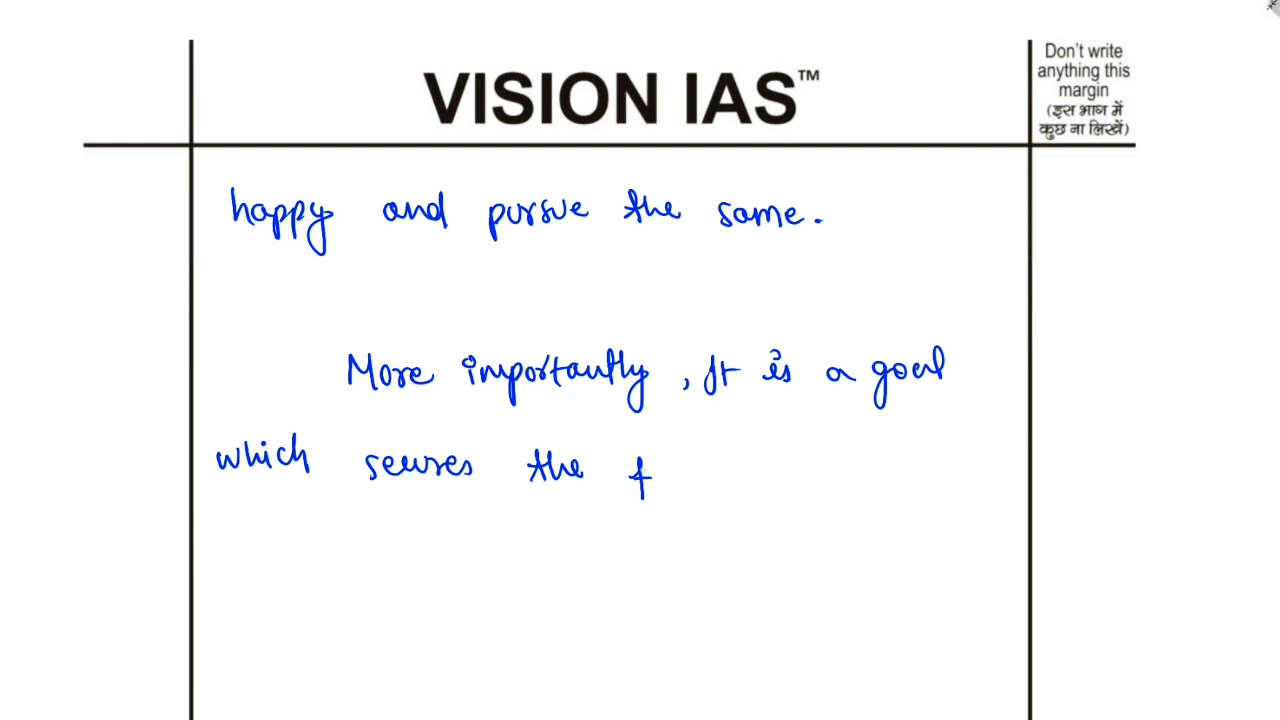 VISION IAS™
Don't write
anything this
margin
(इस भाग में
कुछ ना लिखें)
happy and pursue the same.
More importantly, It is a goal
which secures the f